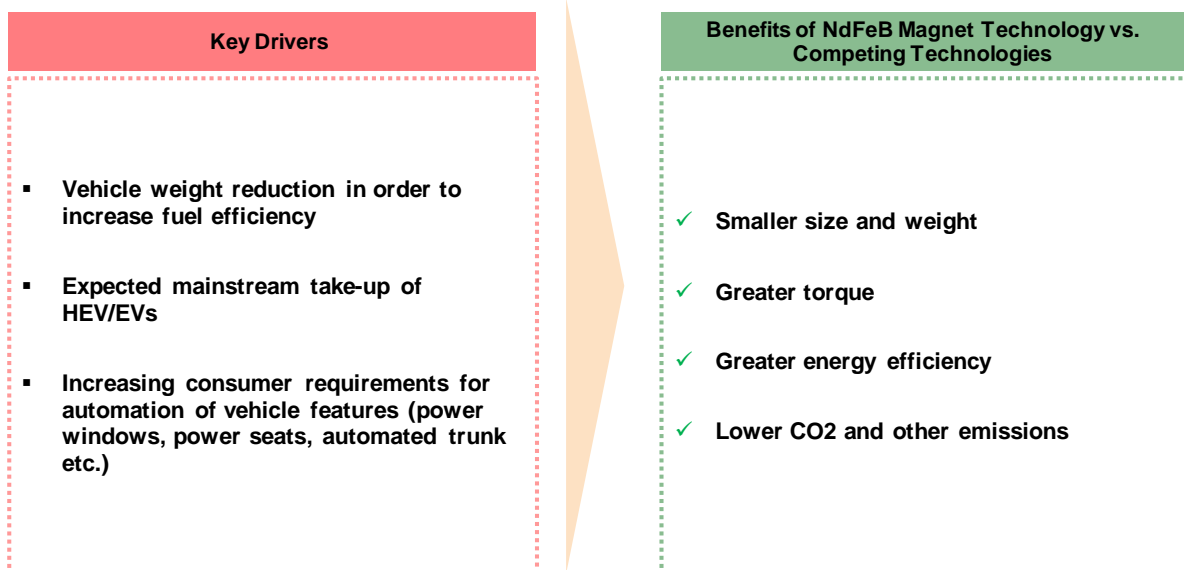 Key Drivers
▪ Vehicle weight reduction in order to
increase fuel efficiency
▪ Expected mainstream take-up of
HEV/EVs
▪ Increasing consumer requirements for
automation of vehicle features (power
windows, power seats, automated trunk
etc.)
Benefits of NdFeB Magnet Technology vs.
Competing Technologies
✓ Smaller size and weight
✓ Greater torque
✓ Greater energy efficiency
✓ Lower CO2 and other emissions